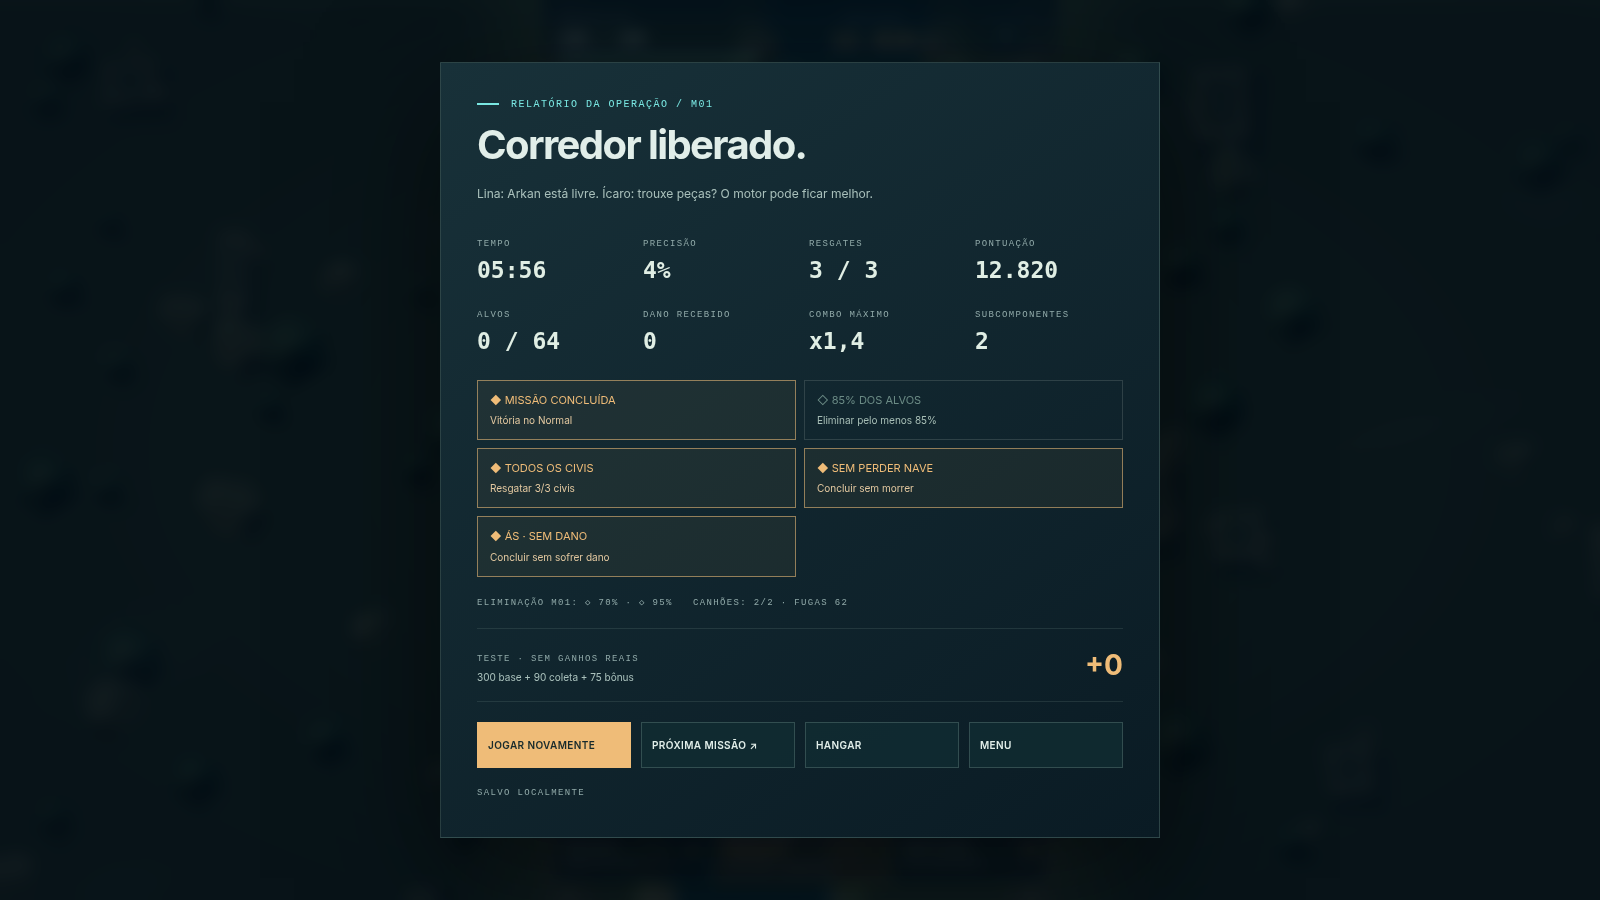 RELATÓRIO DA OPERAÇÃO / M01
Corredor liberado.
Lina: Arkan está livre. Ícaro: trouxe peças? O motor pode ficar melhor.
TEMPO PRECISÃO RESGATES PONTUAÇÃO
05:56 4% 3 / 3 12.820
ALVOS DANO RECEBIDO COMBO MÁXIMO SUBCOMPONENTES
0 / 64 0 x1,4 2
◆ MISSÃO CONCLUÍDA
Vitória no Normal
◇ 85% DOS ALVOS
Eliminar pelo menos 85%
◆ TODOS OS CIVIS
Resgatar 3/3 civis
◆ SEM PERDER NAVE
Concluir sem morrer
◆ ÁS · SEM DANO
Concluir sem sofrer dano
ELIMINAÇÃO M01: ◇ 70% · ◇ 95% CANHÕES: 2/2 · FUGAS 62
TESTE · SEM GANHOS REAIS
300 base + 90 coleta + 75 bônus
+0
JOGAR NOVAMENTE PRÓXIMA MISSÃO ↗ HANGAR MENU
SALVO LOCALMENTE